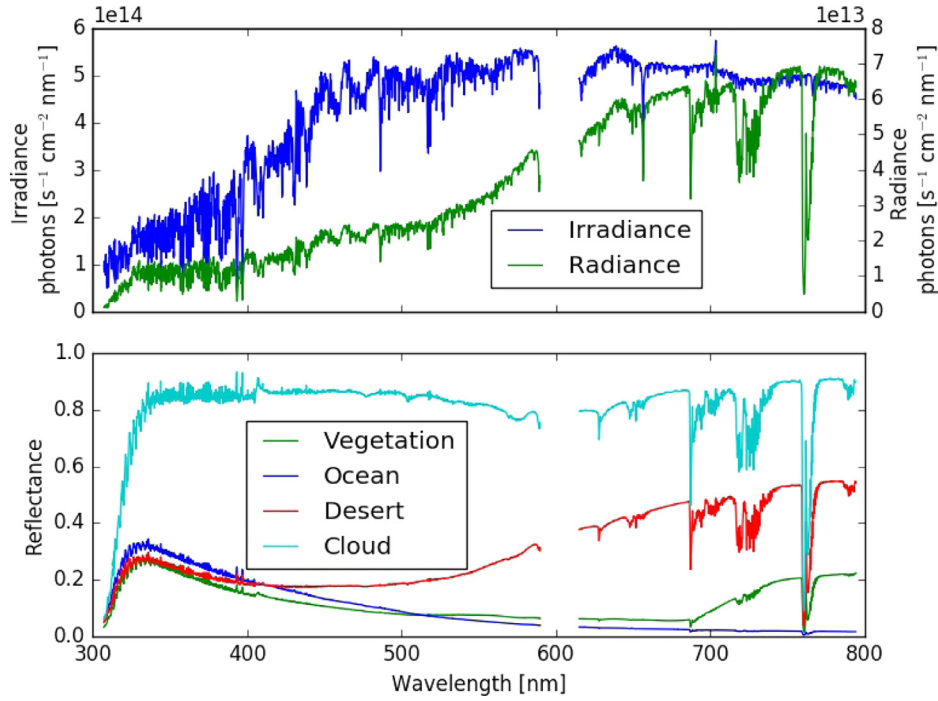 1e14
1e13
6
5
4
3
2
1
0
Irradiance
photons [s⁻¹ cm⁻² nm⁻¹]
8
7
6
5
4
3
2
1
0
Radiance
photons [s⁻¹ cm⁻² nm⁻¹]
Irradiance
Radiance
1.0
0.8
0.6
0.4
0.2
0.0
Reflectance
Vegetation
Ocean
Desert
Cloud
300 400 500 600 700 800
Wavelength [nm]